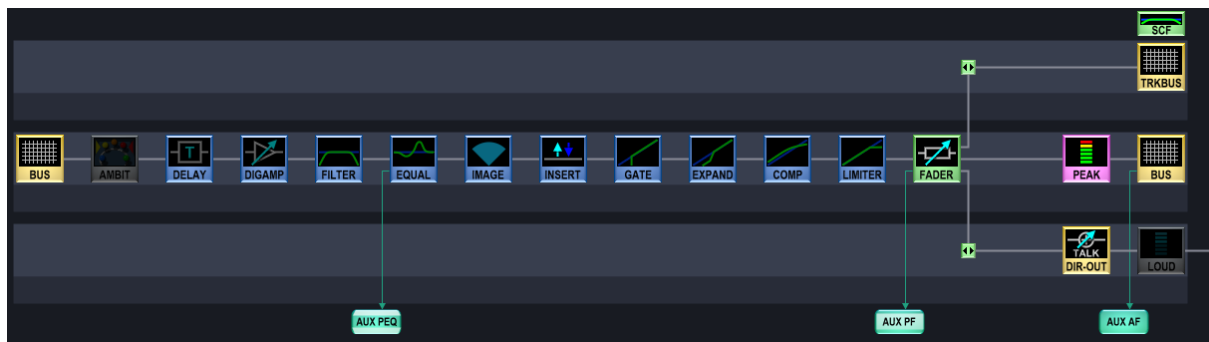 SCF
TRKBUS
BUS AMBIT DELAY T DIGAMP FILTER EQUAL IMAGE INSERT GATE EXPAND COMP LIMITER FADER PEAK BUS
TALK
DIR-OUT LOUD
AUX PEQ AUX PF AUX AF